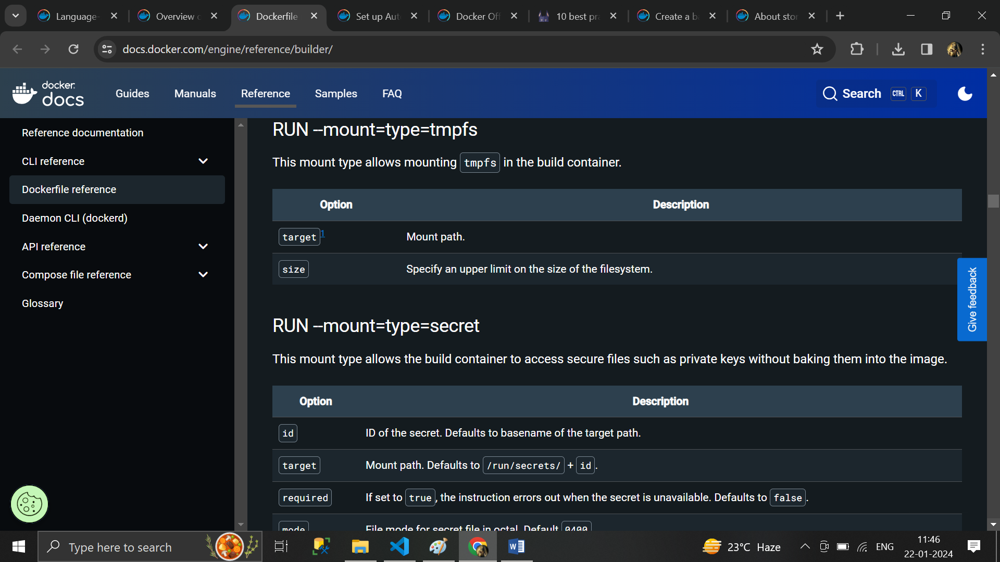 Language-
Overview c
Dockerfile
Set up Aut
Docker Off
10 best pra
Create a ba
About stor
docs.docker.com/engine/reference/builder/
docker docs
Guides
Manuals
Reference
Samples
FAQ
Search
CTRL
K
Reference documentation
CLI reference
Dockerfile reference
Daemon CLI (dockerd)
API reference
Compose file reference
Glossary
RUN --mount=type=tmpfs
This mount type allows mounting tmpfs in the build container.
Option Description
target1 Mount path.
size Specify an upper limit on the size of the filesystem.
RUN --mount=type=secret
This mount type allows the build container to access secure files such as private keys without baking them into the image.
Option Description
id ID of the secret. Defaults to basename of the target path.
target Mount path. Defaults to /run/secrets/ + id.
required If set to true, the instruction errors out when the secret is unavailable. Defaults to false.
mode File mode for secret file in octal. Default 0400
Give feedback
Type here to search
23°C Haze
ENG
11:46
22-01-2024